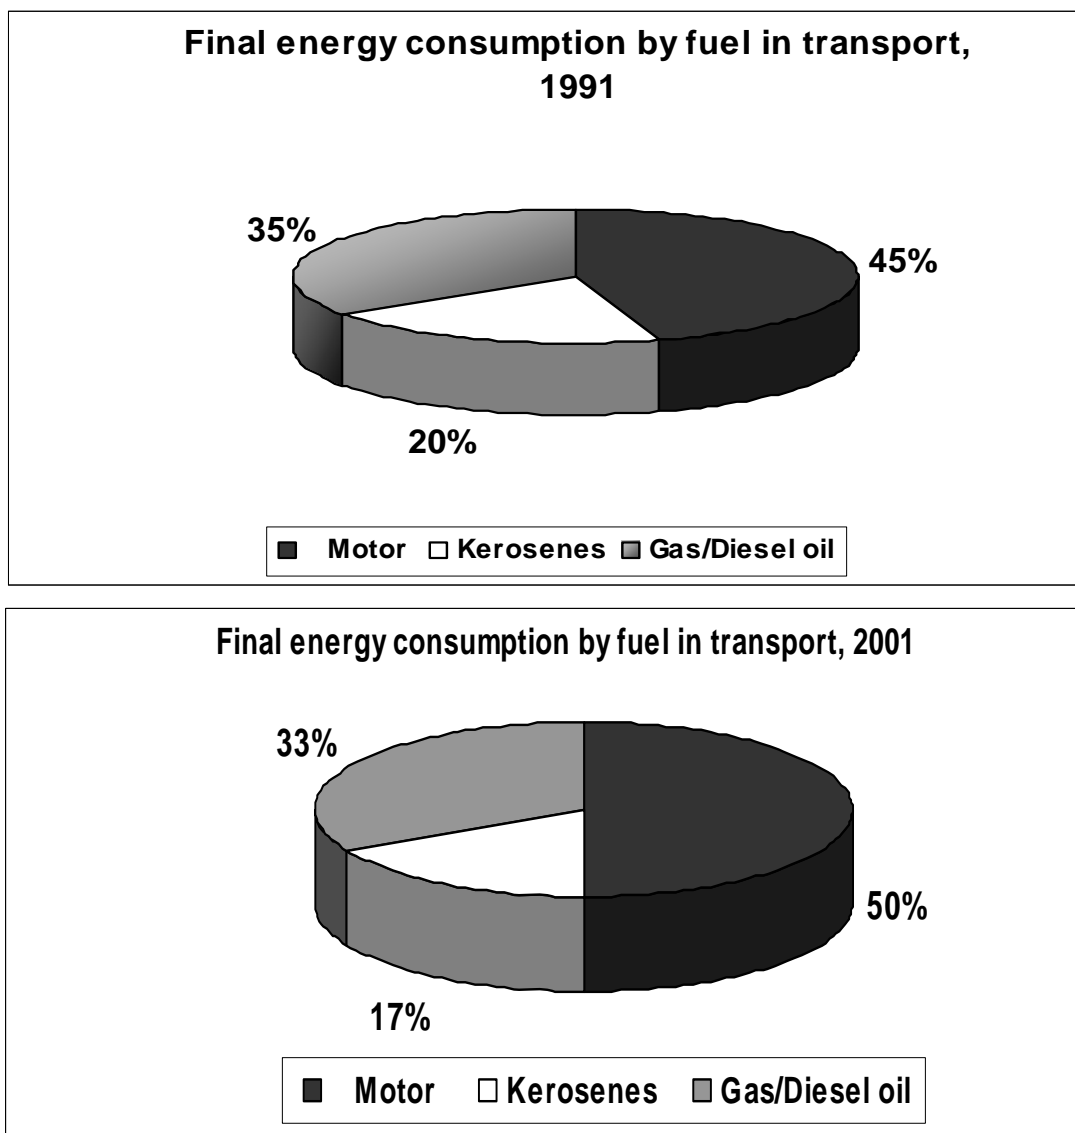 Final energy consumption by fuel in transport,
1991
35%
45%
20%
Motor Kerosenes Gas/Diesel oil
Final energy consumption by fuel in transport, 2001
33%
50%
17%
Motor Kerosenes Gas/Diesel oil